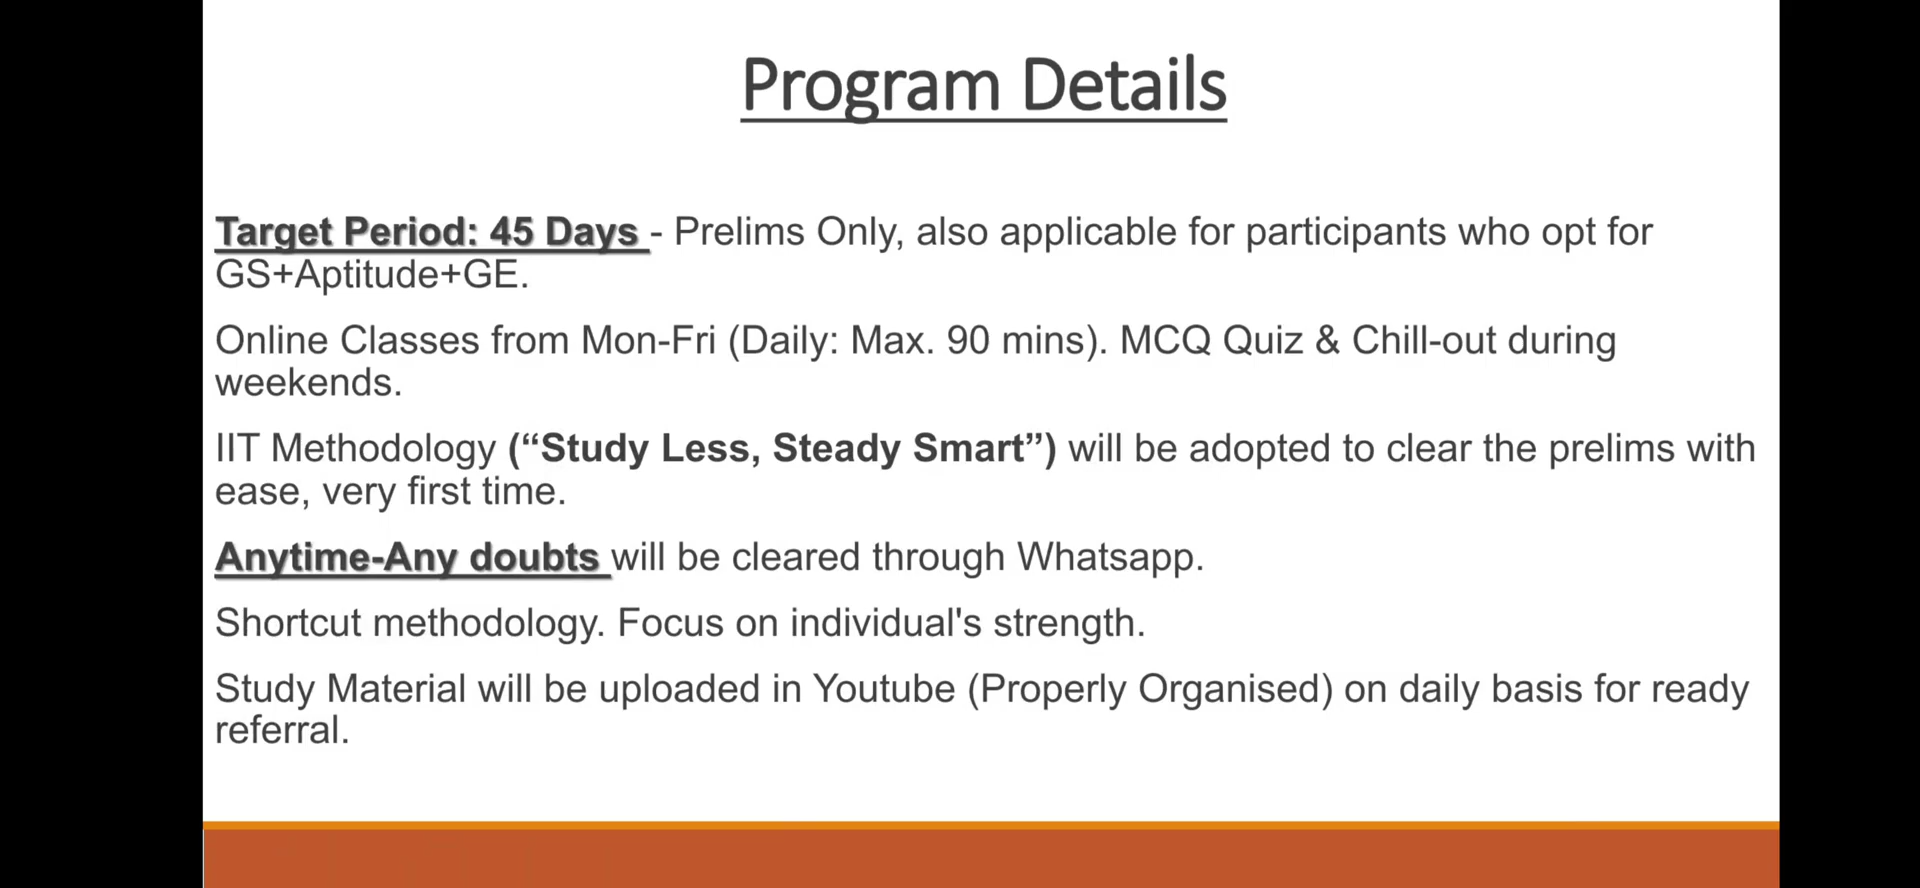 Program Details
Target Period: 45 Days - Prelims Only, also applicable for participants who opt for
GS+Aptitude+GE.
Online Classes from Mon-Fri (Daily: Max. 90 mins). MCQ Quiz & Chill-out during
weekends.
IIT Methodology (“Study Less, Steady Smart”) will be adopted to clear the prelims with
ease, very first time.
Anytime-Any doubts will be cleared through Whatsapp.
Shortcut methodology. Focus on individual's strength.
Study Material will be uploaded in Youtube (Properly Organised) on daily basis for ready
referral.